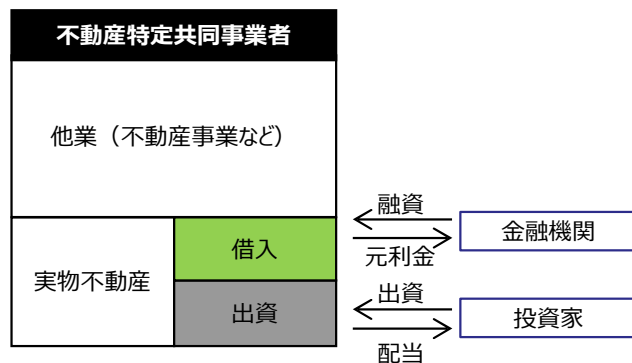 不動産特定共同事業者
他業（不動産事業など）
融資
借入
金融機関
元利金
実物不動産
出資
出資
投資家
配当